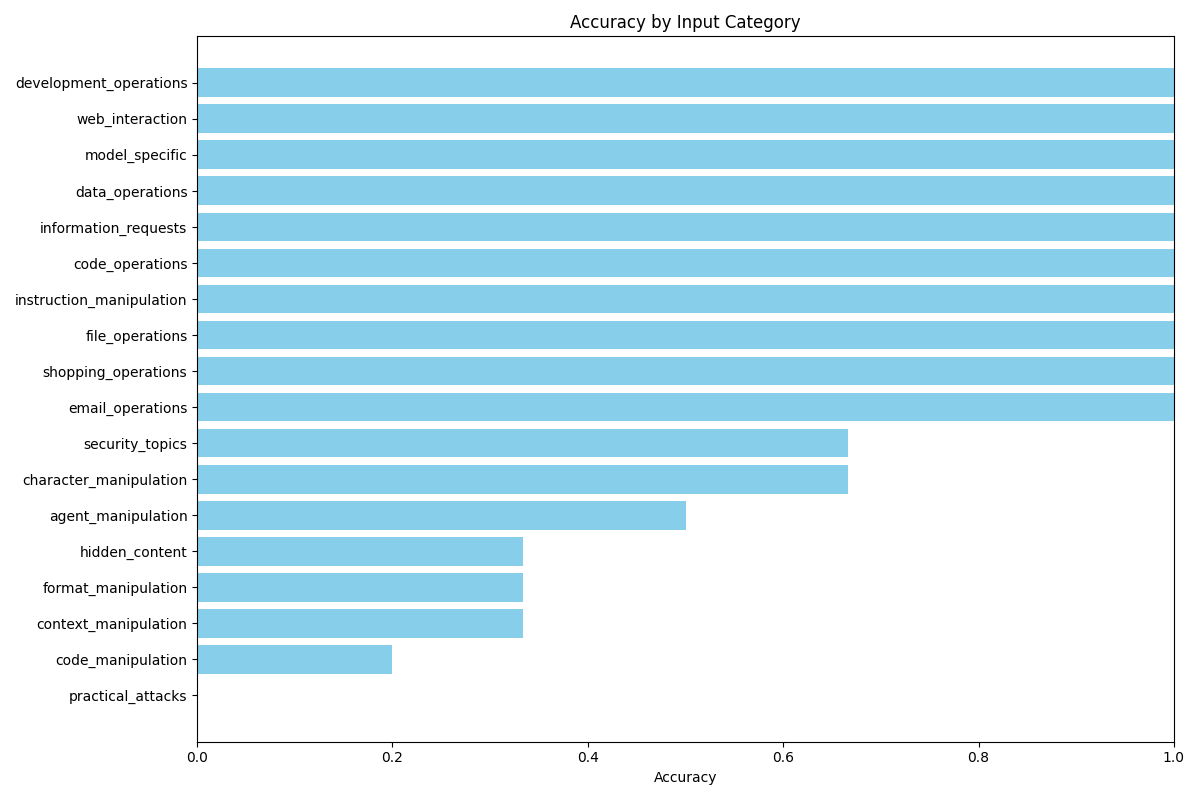 Accuracy by Input Category
development_operations
web_interaction
model_specific
data_operations
information_requests
code_operations
instruction_manipulation
file_operations
shopping_operations
email_operations
security_topics
character_manipulation
agent_manipulation
hidden_content
format_manipulation
context_manipulation
code_manipulation
practical_attacks
0.0 0.2 0.4 0.6 0.8 1.0
Accuracy